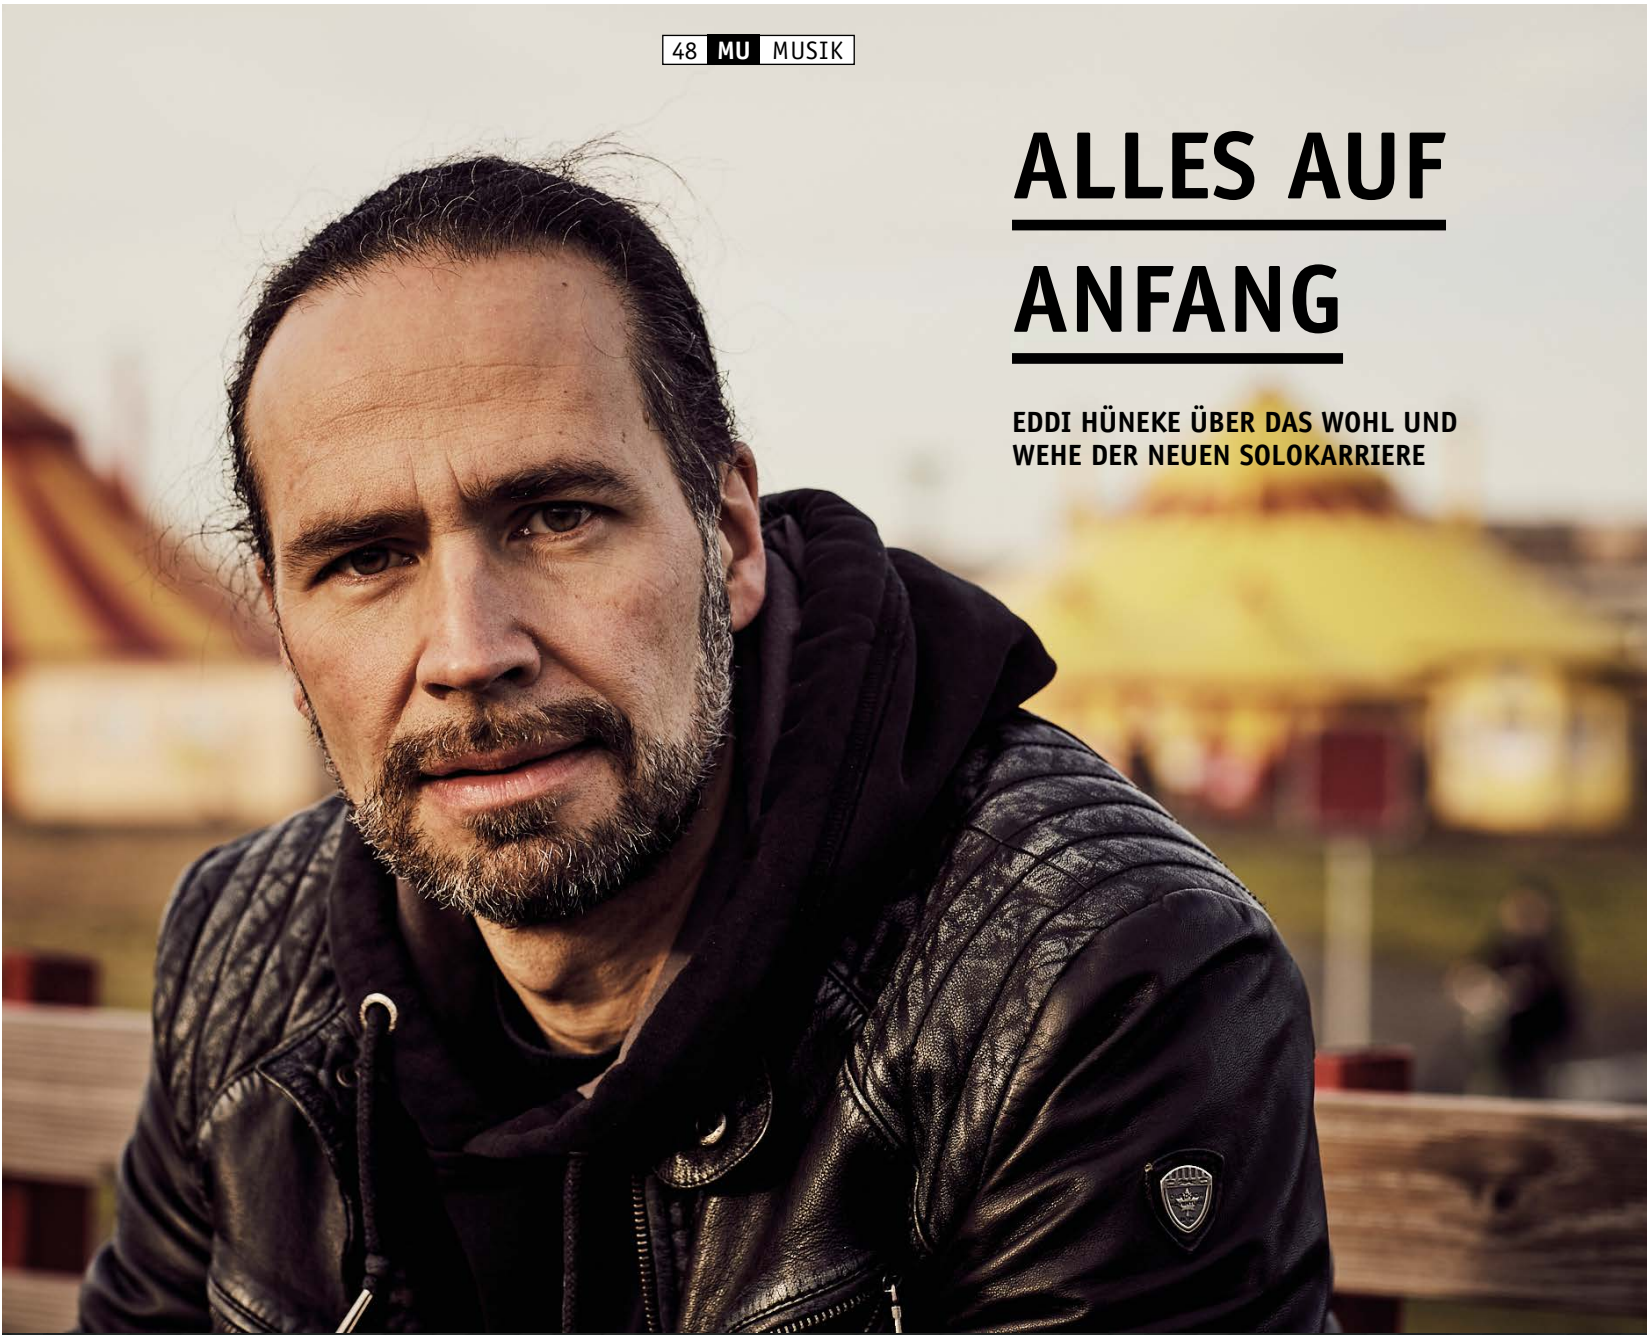 48 MU MUSIK
ALLES AUF
ANFANG
EDDI HÜNEKE ÜBER DAS WOHL UND
WEHE DER NEUEN SOLOKARRIERE